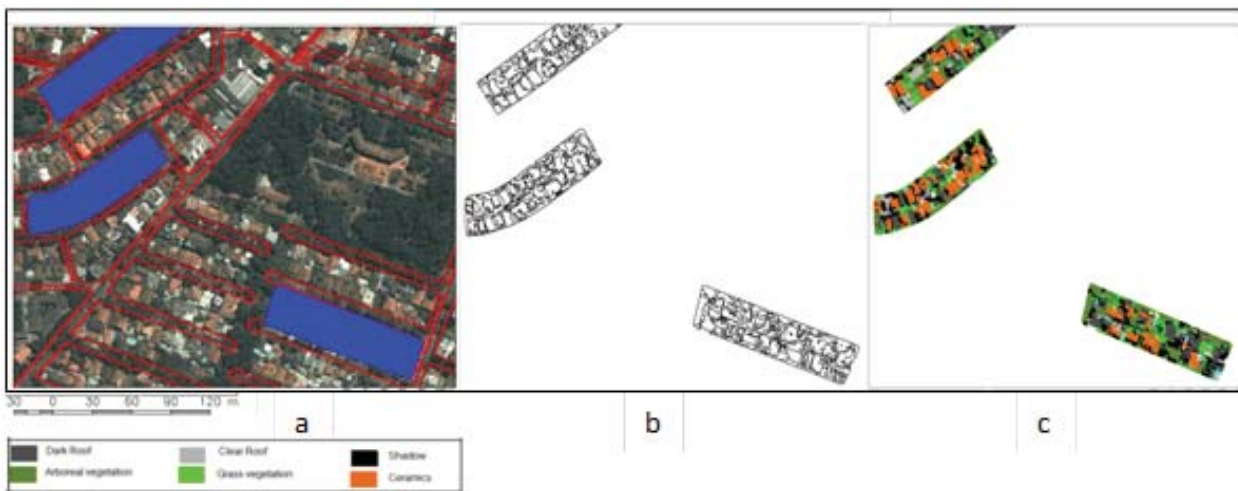 30 0 30 60 90 120 m
a b c
Dark Roof Clear Roof Shadow
Arboreal vegetation Grass vegetation Ceramics